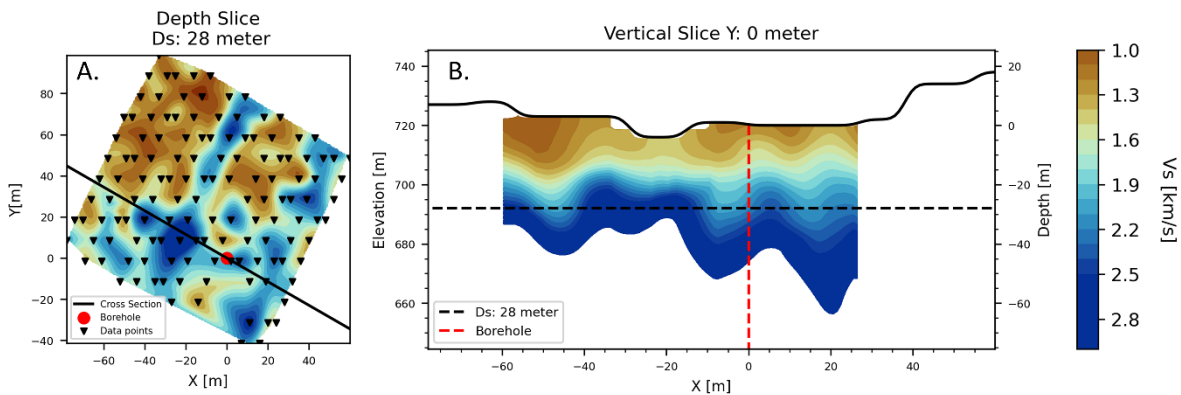 Depth Slice
Ds: 28 meter
A.
80
60
40
20
0
−20
−40
Y[m]
Cross Section
Borehole
Data points
−60
−40
−20
0
20
40
60
X [m]
Vertical Slice Y: 0 meter
B.
740
720
700
680
660
Elevation [m]
Ds: 28 meter
Borehole
−60
−40
−20
0
20
40
X [m]
20
0
−20
−40
−60
Depth [m]
1.0
1.3
1.6
1.9
2.2
2.5
2.8
Vs [km/s]